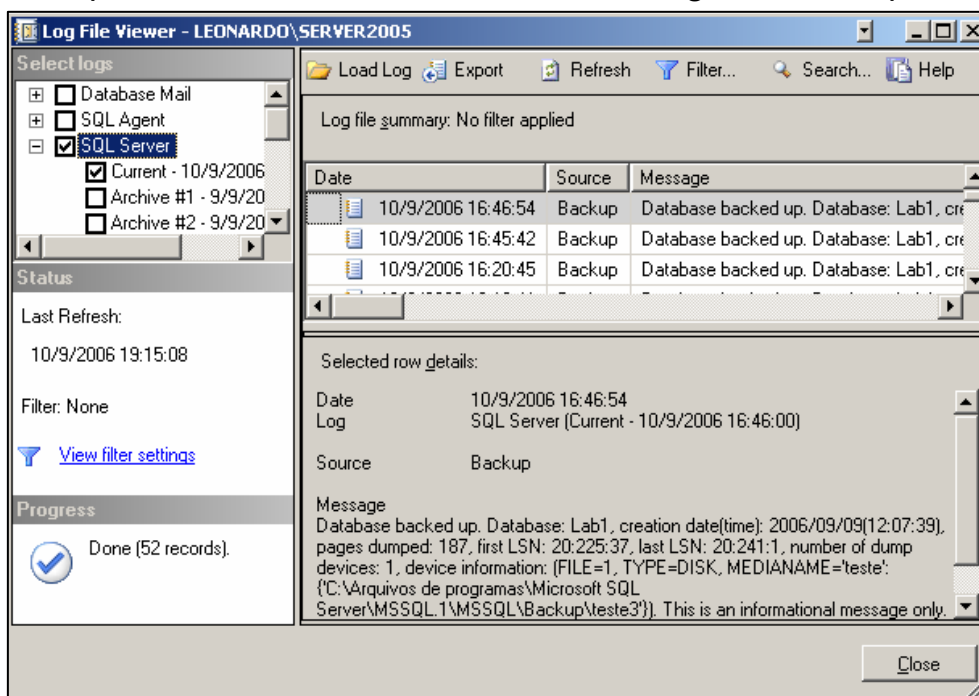 Log File Viewer - LEONARDO\SERVER2005
Select logs
Database Mail
SQL Agent
SQL Server
Current - 10/9/2006
Archive #1 - 9/9/20
Archive #2 - 9/9/20
Status
Last Refresh:
10/9/2006 19:15:08
Filter: None
View filter settings
Progress
Done (52 records).
Load Log Export Refresh Filter... Search... Help
Log file summary: No filter applied
Date Source Message
10/9/2006 16:46:54 Backup Database backed up. Database: Lab1, cre
10/9/2006 16:45:42 Backup Database backed up. Database: Lab1, cre
10/9/2006 16:20:45 Backup Database backed up. Database: Lab1, cre
Selected row details:
Date 10/9/2006 16:46:54
Log SQL Server (Current - 10/9/2006 16:46:00)
Source Backup
Message
Database backed up. Database: Lab1, creation date(time): 2006/09/09(12:07:39),
pages dumped: 187, first LSN: 20:225:37, last LSN: 20:241:1, number of dump
devices: 1, device information: (FILE=1, TYPE=DISK, MEDIANAME='teste':
{'C:\Arquivos de programas\Microsoft SQL
Server\MSSQL.1\MSSQL\Backup\teste3'}). This is an informational message only.
Close